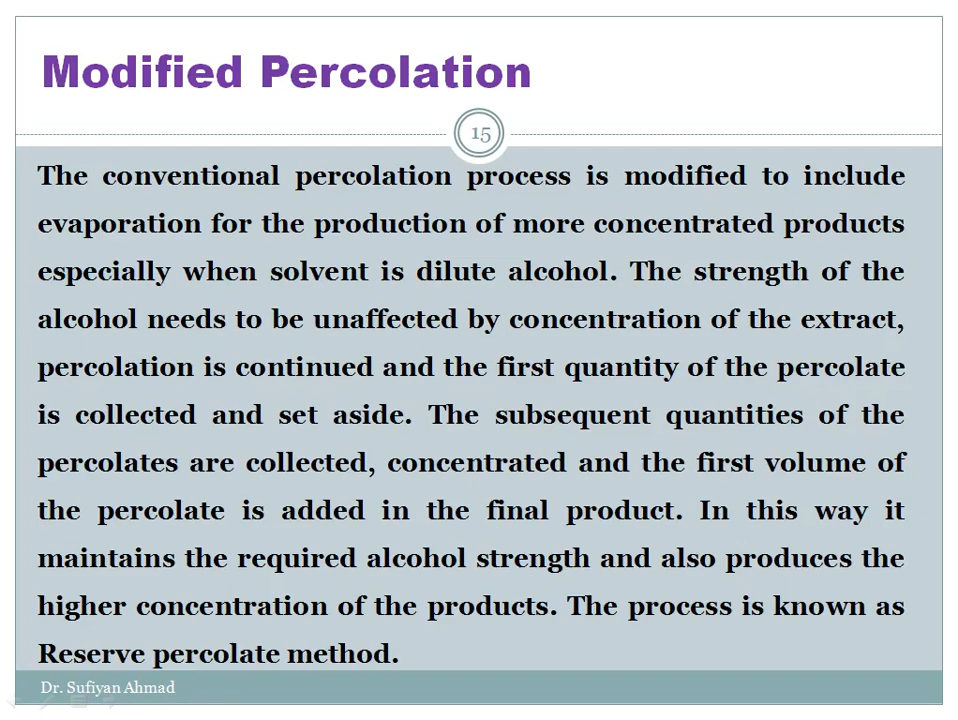 Modified Percolation
15
The conventional percolation process is modified to include
evaporation for the production of more concentrated products
especially when solvent is dilute alcohol. The strength of the
alcohol needs to be unaffected by concentration of the extract,
percolation is continued and the first quantity of the percolate
is collected and set aside. The subsequent quantities of the
percolates are collected, concentrated and the first volume of
the percolate is added in the final product. In this way it
maintains the required alcohol strength and also produces the
higher concentration of the products. The process is known as
Reserve percolate method.
Dr. Sufiyan Ahmad